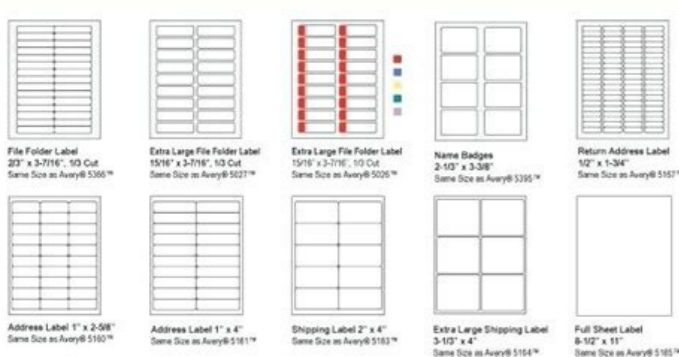 File Folder Label
2/3" x 3-7/16", 1/3 Cut
Same Size as Avery® 5366™
Extra Large File Folder Label
15/16" x 3-7/16", 1/3 Cut
Same Size as Avery® 5027™
Extra Large File Folder Label
15/16" x 3-7/16", 1/3 Cut
Same Size as Avery® 5026™
Name Badges
2-1/3" x 3-3/8"
Same Size as Avery® 5395™
Return Address Label
1/2" x 1-3/4"
Same Size as Avery® 5167™
Address Label 1" x 2-5/8"
Same Size as Avery® 5160™
Address Label 1" x 4"
Same Size as Avery® 5161™
Shipping Label 2" x 4"
Same Size as Avery® 5163™
Extra Large Shipping Label
3-1/3" x 4"
Same Size as Avery® 5164™
Full Sheet Label
8-1/2" x 11"
Same Size as Avery® 5165™